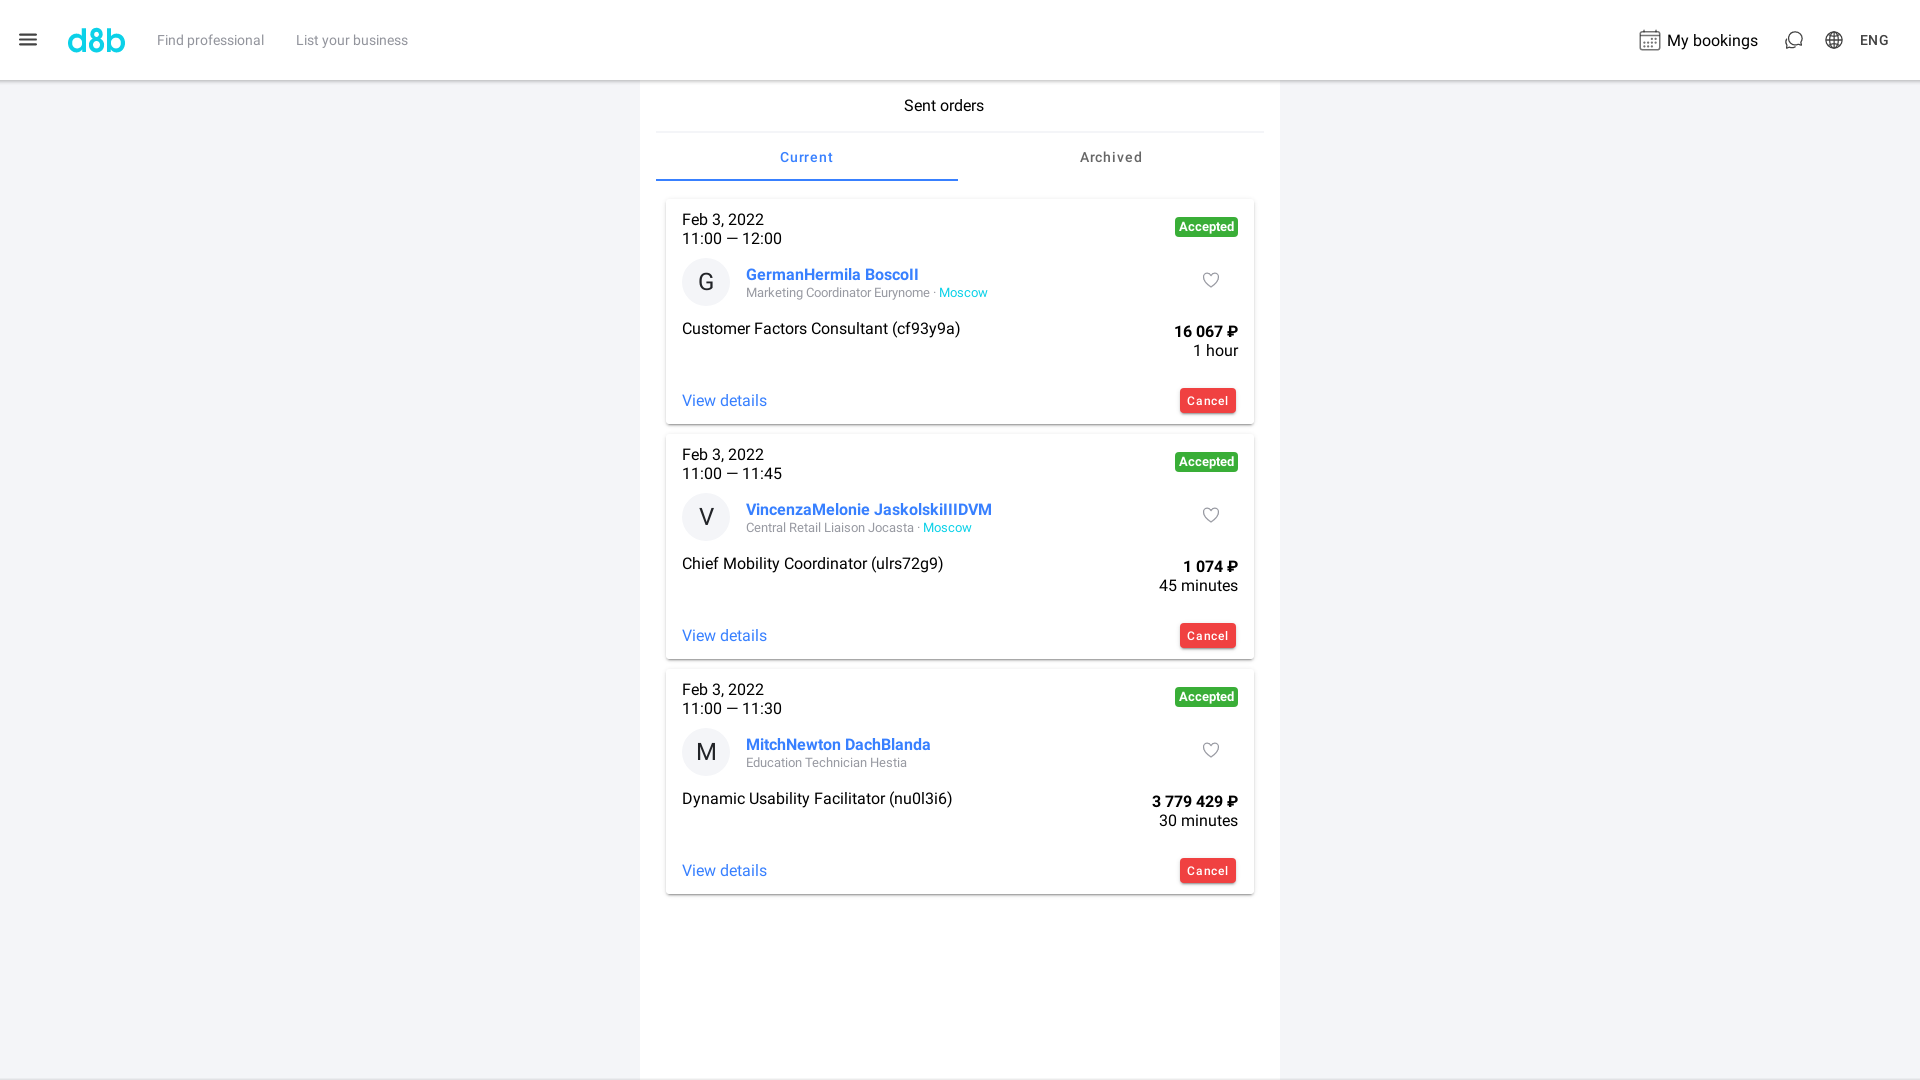 d8b
Find professional
List your business
My bookings
ENG
Sent orders
Current
Archived
Feb 3, 2022
11:00 — 12:00
Accepted
G
GermanHermila BoscoII
Marketing Coordinator Eurynome · Moscow
Customer Factors Consultant (cf93y9a)
16 067 ₽
1 hour
View details
Cancel
Feb 3, 2022
11:00 — 11:45
Accepted
V
VincenzaMelonie JaskolskiIIIDVM
Central Retail Liaison Jocasta · Moscow
Chief Mobility Coordinator (ulrs72g9)
1 074 ₽
45 minutes
View details
Cancel
Feb 3, 2022
11:00 — 11:30
Accepted
M
MitchNewton DachBlanda
Education Technician Hestia
Dynamic Usability Facilitator (nu0l3i6)
3 779 429 ₽
30 minutes
View details
Cancel